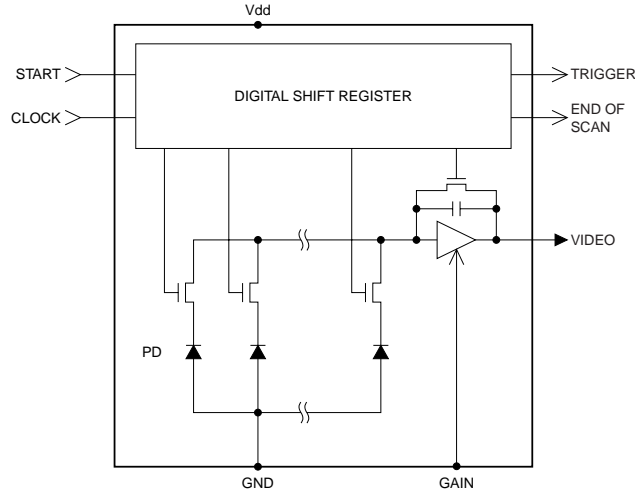 Vdd
START
DIGITAL SHIFT REGISTER
TRIGGER
CLOCK
END OF
SCAN
VIDEO
PD
GND
GAIN